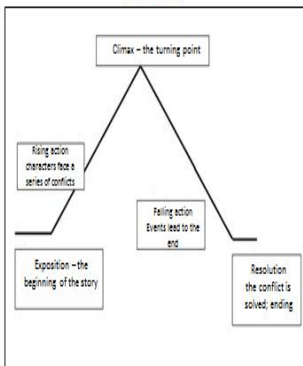 Climax – the turning point
Rising action
characters face a
series of conflicts
Falling action
Events lead to the
end
Exposition – the
beginning of the story
Resolution
the conflict is
solved; ending